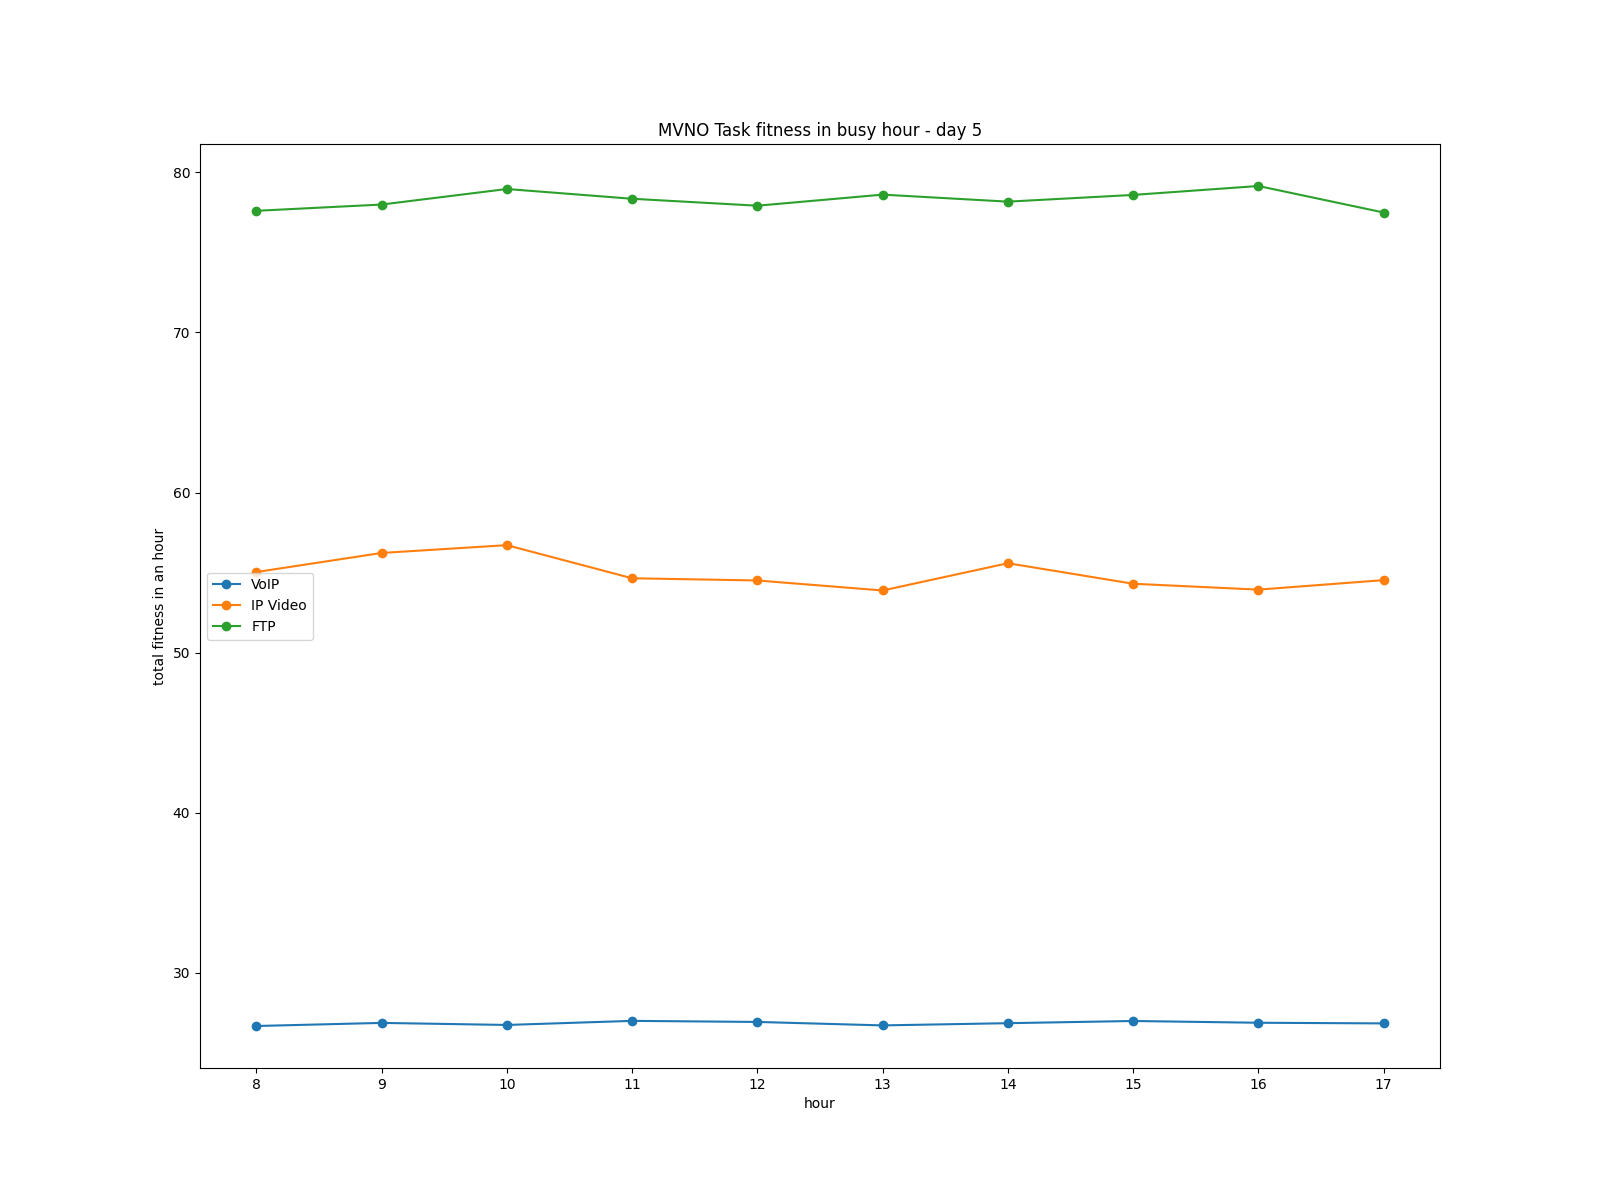 MVNO Task fitness in busy hour - day 5
80
70
60
50
40
30
total fitness in an hour
VoIP
IP Video
FTP
8 9 10 11 12 13 14 15 16 17
hour